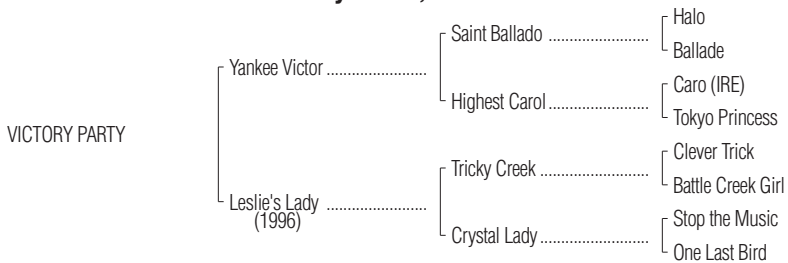 Halo
Saint Ballado ........................
Ballade
Yankee Victor ........................
Caro (IRE)
Highest Carol ........................
Tokyo Princess
VICTORY PARTY
Clever Trick
Tricky Creek ..........................
Battle Creek Girl
Leslie's Lady ........................
(1996)
Stop the Music
Crystal Lady ..........................
One Last Bird